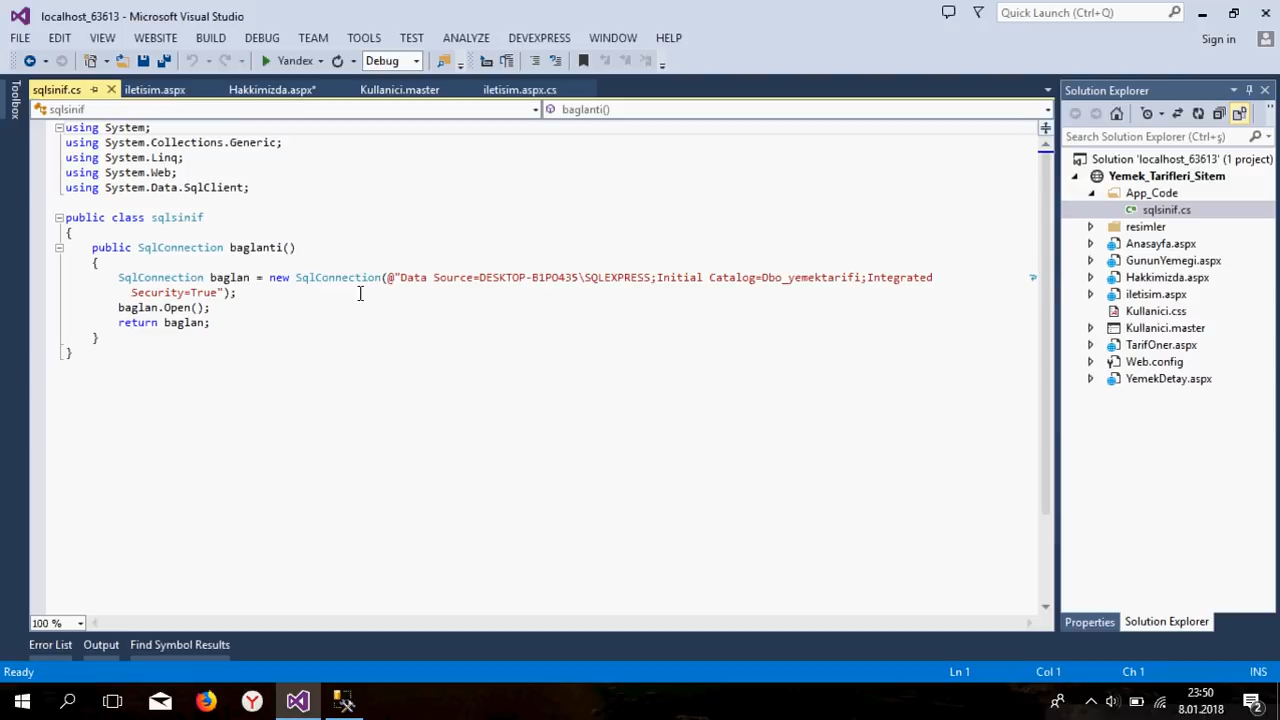 localhost_63613 - Microsoft Visual Studio
Quick Launch (Ctrl+Q)
FILE EDIT VIEW WEBSITE BUILD DEBUG TEAM TOOLS TEST ANALYZE DEVEXPRESS WINDOW HELP
Sign in
Yandex Debug
sqlsinif.cs iletisim.aspx Hakkimizda.aspx* Kullanici.master iletisim.aspx.cs
sqlsinif baglanti()
Toolbox
using System;
using System.Collections.Generic;
using System.Linq;
using System.Web;
using System.Data.SqlClient;
public class sqlsinif
{
public SqlConnection baglanti()
{
SqlConnection baglan = new SqlConnection(@"Data Source=DESKTOP-B1PO435\SQLEXPRESS;Initial Catalog=Dbo_yemektarifi;Integrated
Security=True");
baglan.Open();
return baglan;
}
}
100 %
Solution Explorer
Search Solution Explorer (Ctrl+ş)
Solution 'localhost_63613' (1 project)
Yemek_Tarifleri_Sitem
App_Code
sqlsinif.cs
resimler
Anasayfa.aspx
GununYemegi.aspx
Hakkimizda.aspx
iletisim.aspx
Kullanici.css
Kullanici.master
TarifOner.aspx
Web.config
YemekDetay.aspx
Properties Solution Explorer
Error List Output Find Symbol Results
Ready Ln 1 Col 1 Ch 1 INS
23:50
8.01.2018
2